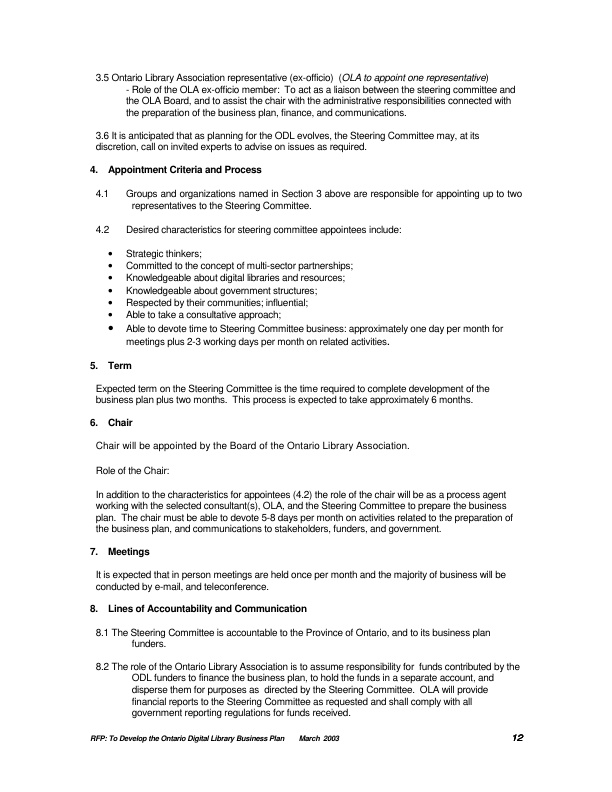 3.5 Ontario Library Association representative (ex-officio)  (OLA to appoint one representative)
- Role of the OLA ex-officio member:  To act as a liaison between the steering committee and
the OLA Board, and to assist the chair with the administrative responsibilities connected with
the preparation of the business plan, finance, and communications.
3.6 It is anticipated that as planning for the ODL evolves, the Steering Committee may, at its
discretion, call on invited experts to advise on issues as required.
4. Appointment Criteria and Process
4.1 Groups and organizations named in Section 3 above are responsible for appointing up to two
representatives to the Steering Committee.
4.2 Desired characteristics for steering committee appointees include:
• Strategic thinkers;
• Committed to the concept of multi-sector partnerships;
• Knowledgeable about digital libraries and resources;
• Knowledgeable about government structures;
• Respected by their communities; influential;
• Able to take a consultative approach;
• Able to devote time to Steering Committee business: approximately one day per month for
meetings plus 2-3 working days per month on related activities.
5. Term
Expected term on the Steering Committee is the time required to complete development of the
business plan plus two months.  This process is expected to take approximately 6 months.
6. Chair
Chair will be appointed by the Board of the Ontario Library Association.
Role of the Chair:
In addition to the characteristics for appointees (4.2) the role of the chair will be as a process agent
working with the selected consultant(s), OLA, and the Steering Committee to prepare the business
plan.  The chair must be able to devote 5-8 days per month on activities related to the preparation of
the business plan, and communications to stakeholders, funders, and government.
7. Meetings
It is expected that in person meetings are held once per month and the majority of business will be
conducted by e-mail, and teleconference.
8. Lines of Accountability and Communication
8.1 The Steering Committee is accountable to the Province of Ontario, and to its business plan
funders.
8.2 The role of the Ontario Library Association is to assume responsibility for  funds contributed by the
ODL funders to finance the business plan, to hold the funds in a separate account, and
disperse them for purposes as  directed by the Steering Committee.  OLA will provide
financial reports to the Steering Committee as requested and shall comply with all
government reporting regulations for funds received.
RFP: To Develop the Ontario Digital Library Business Plan March 2003 12